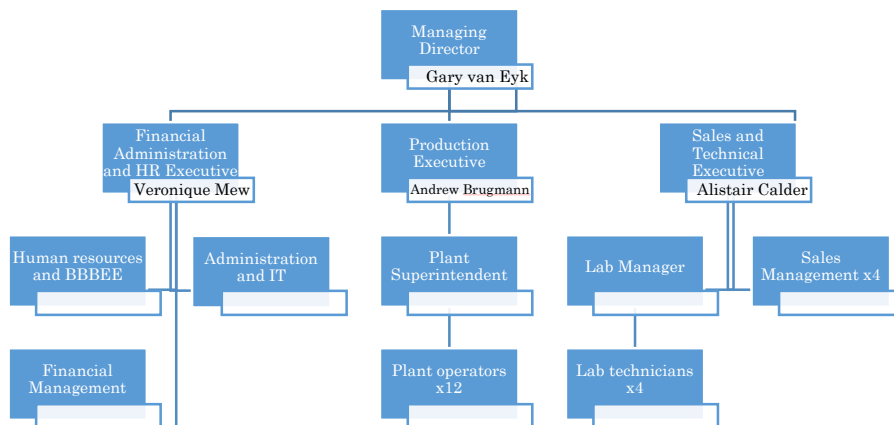 Managing
Director
Gary van Eyk
Financial
Administration
and HR Executive
Veronique Mew
Production
Executive
Andrew Brugmann
Sales and
Technical
Executive
Alistair Calder
Human resources
and BBBEE
Administration
and IT
Plant
Superintendent
Lab Manager
Sales
Management x4
Financial
Management
Plant operators
x12
Lab technicians
x4